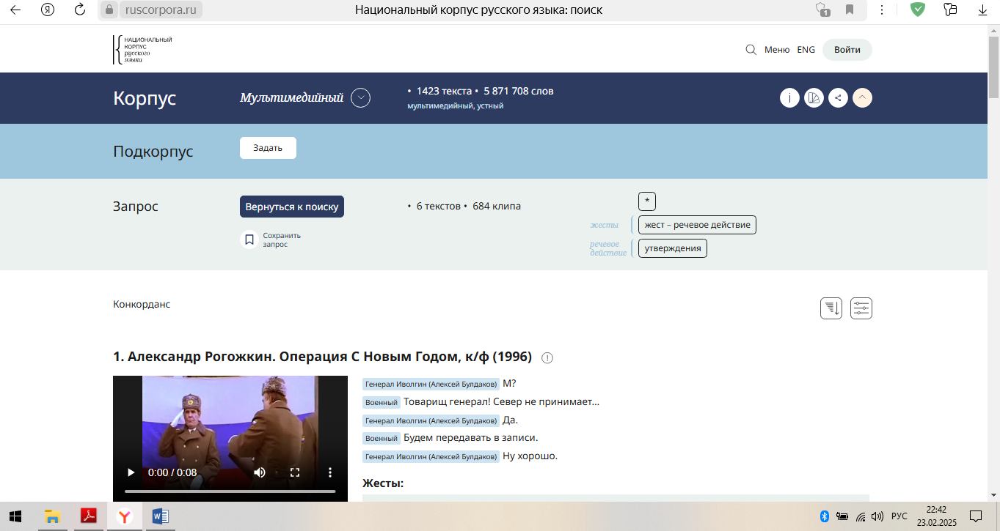 Я ruscorpora.ru Национальный корпус русского языка: поиск 1
НАЦИОНАЛЬНЫЙ
КОРПУС
русского
языка
Меню ENG Войти
Корпус Мультимедийный • 1423 текста • 5 871 708 слов
мультимедийный, устный
Подкорпус Задать
Запрос Вернуться к поиску • 6 текстов • 684 клипа
*
жесты жест – речевое действие
речевое
действие утверждения
Сохранить
запрос
Конкорданс
1. Александр Рогожкин. Операция С Новым Годом, к/ф (1996)
Генерал Иволгин (Алексей Булдаков) М?
Военный Товарищ генерал! Север не принимает...
Генерал Иволгин (Алексей Булдаков) Да.
Военный Будем передавать в записи.
Генерал Иволгин (Алексей Булдаков) Ну хорошо.
0:00 / 0:08
Жесты:
РУС 22:42
23.02.2025